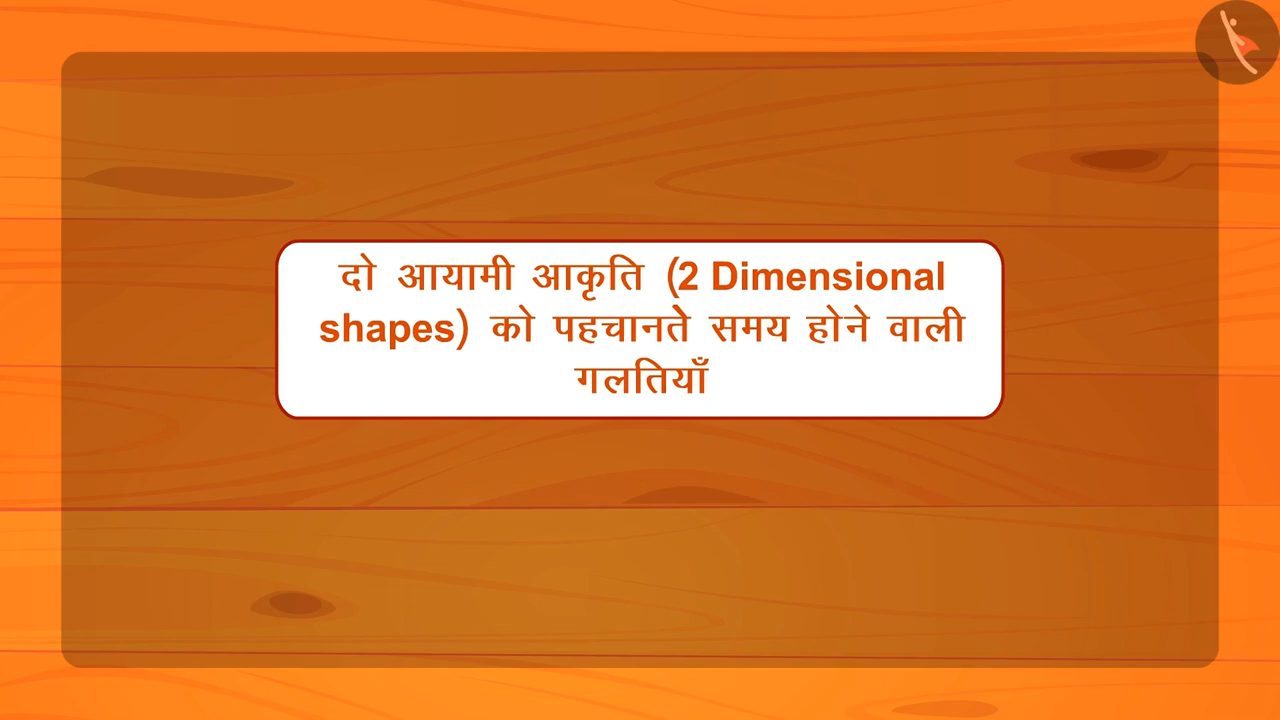 दो आयामी आकृति (2 Dimensional
shapes) को पहचानते समय होने वाली
गलतियाँ